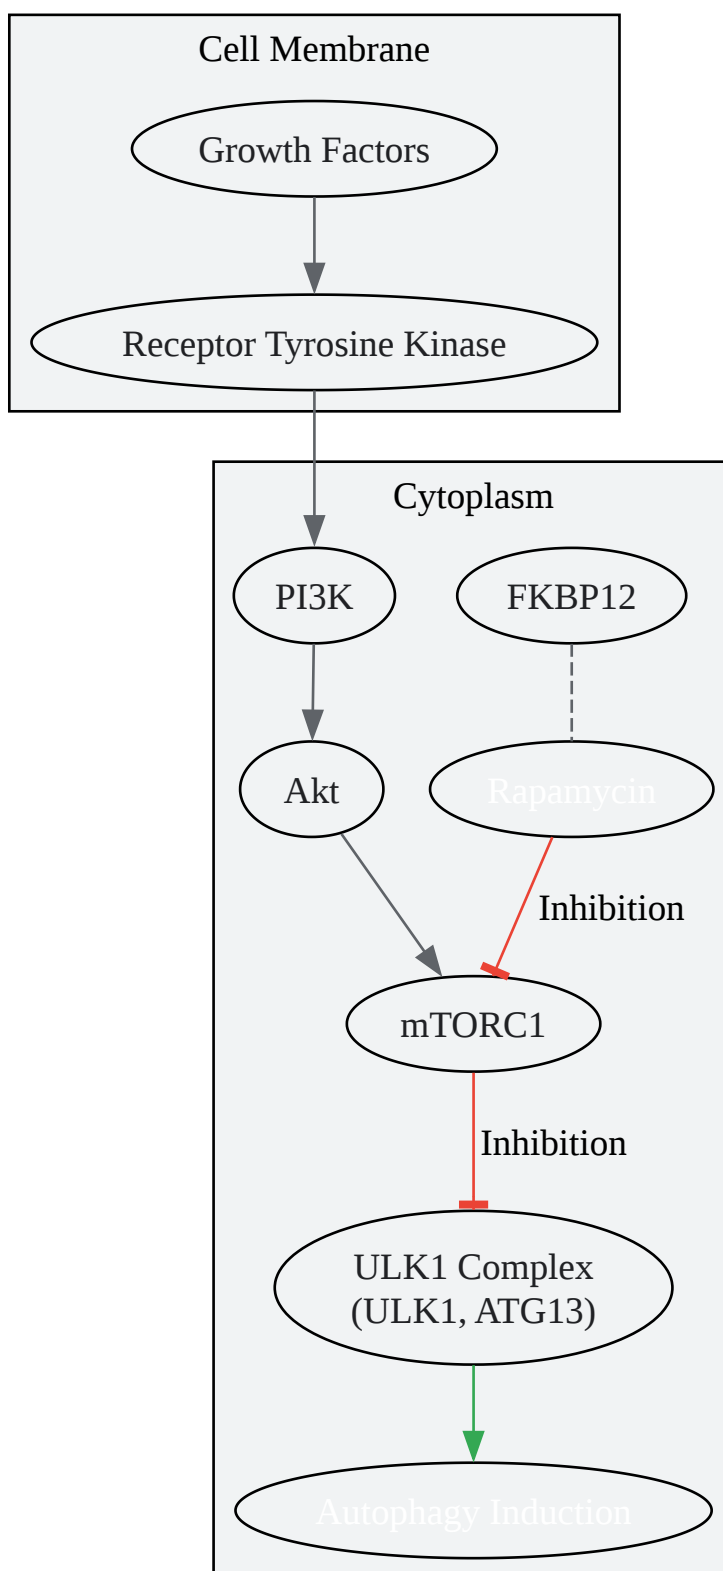 Cell Membrane
Growth Factors
Receptor Tyrosine Kinase
Cytoplasm
PI3K
FKBP12
Akt
Rapamycin
Inhibition
mTORC1
Inhibition
ULK1 Complex
(ULK1, ATG13)
Autophagy Induction